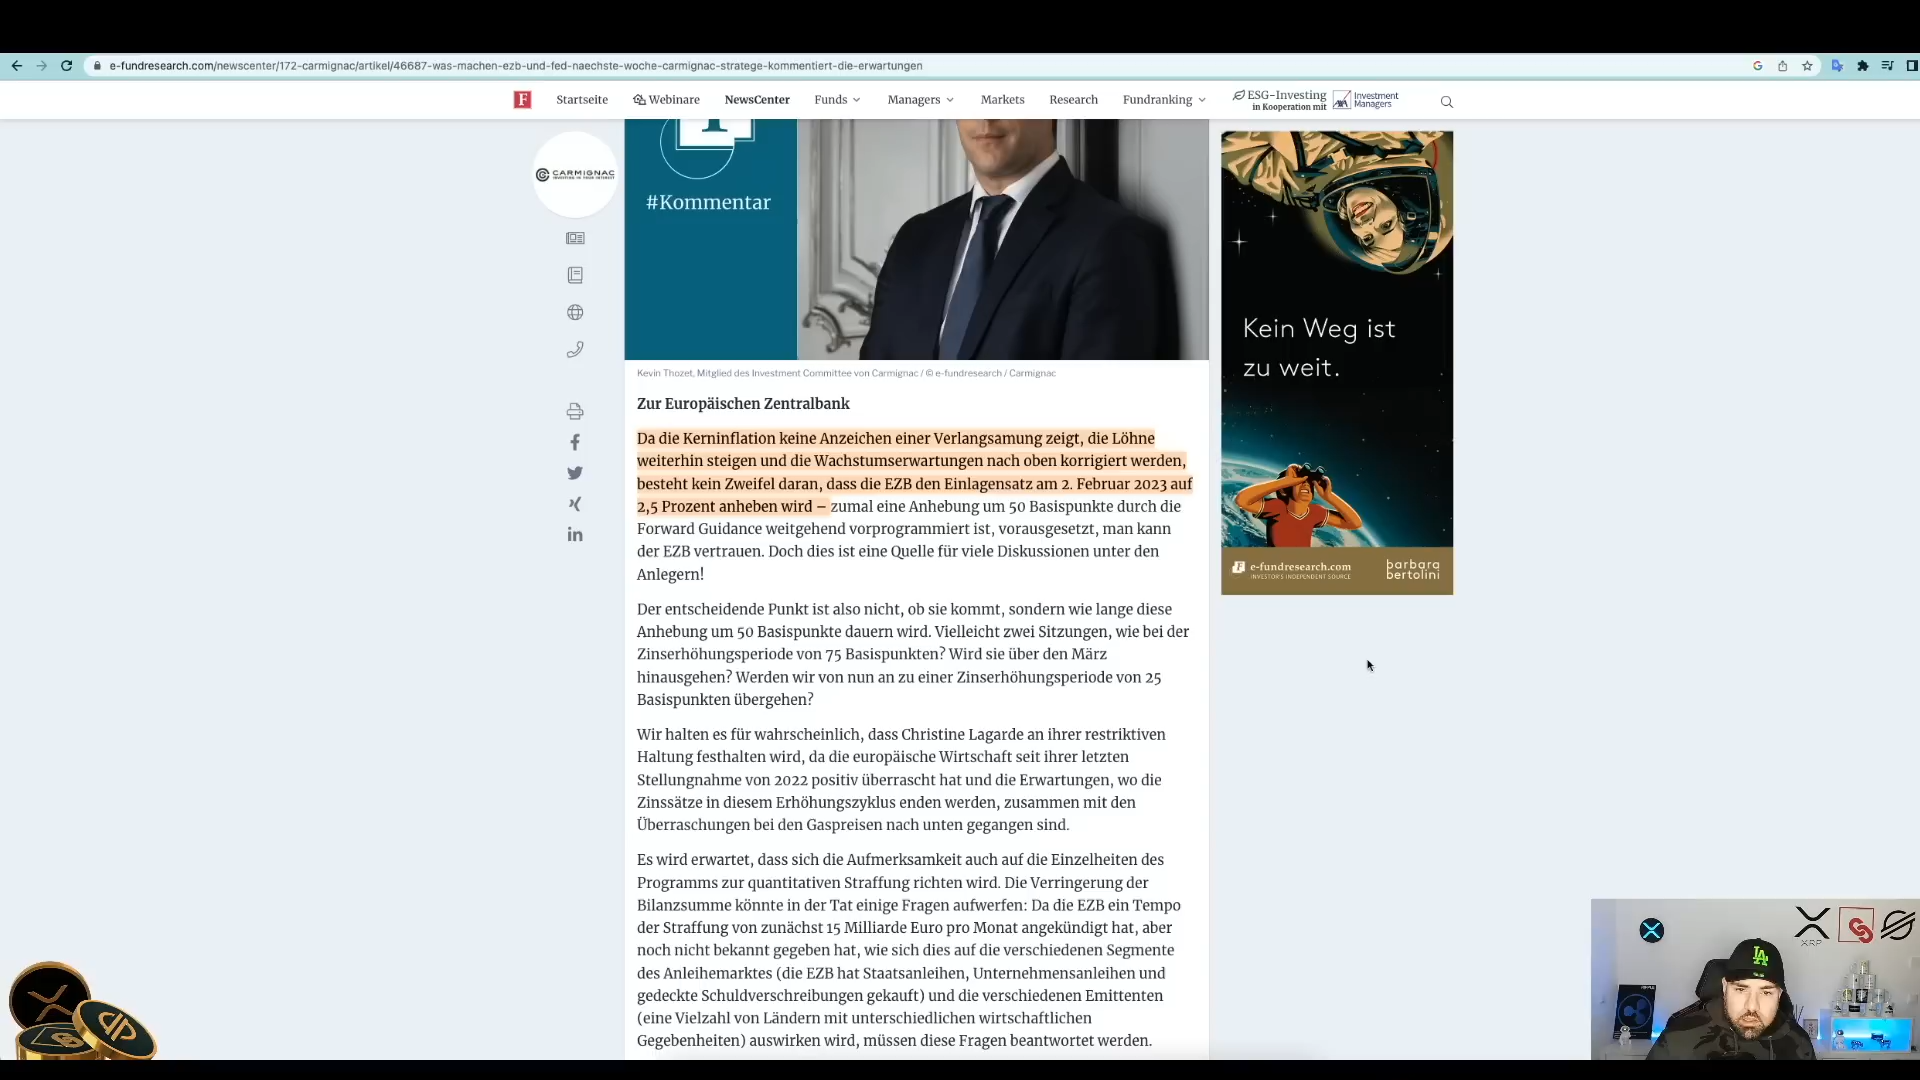 e-fundresearch.com/newscenter/172-carmignac/artikel/46687-was-machen-ezb-und-fed-naechste-woche-carmignac-stratege-kommentiert-die-erwartungen
F
Startseite
Webinare
NewsCenter
Funds
Managers
Markets
Research
Fundranking
ESG-Investing
in Kooperation mit
AXA
Investment
Managers
CARMIGNAC
INVESTING IN YOUR INTEREST
#Kommentar
Kevin Thozet, Mitglied des Investment Committee von Carmignac / © e-fundresearch / Carmignac
Zur Europäischen Zentralbank
Da die Kerninflation keine Anzeichen einer Verlangsamung zeigt, die Löhne
weiterhin steigen und die Wachstumserwartungen nach oben korrigiert werden,
besteht kein Zweifel daran, dass die EZB den Einlagensatz am 2. Februar 2023 auf
2,5 Prozent anheben wird – zumal eine Anhebung um 50 Basispunkte durch die
Forward Guidance weitgehend vorprogrammiert ist, vorausgesetzt, man kann
der EZB vertrauen. Doch dies ist eine Quelle für viele Diskussionen unter den
Anlegern!
Der entscheidende Punkt ist also nicht, ob sie kommt, sondern wie lange diese
Anhebung um 50 Basispunkte dauern wird. Vielleicht zwei Sitzungen, wie bei der
Zinserhöhungsperiode von 75 Basispunkten? Wird sie über den März
hinausgehen? Werden wir von nun an zu einer Zinserhöhungsperiode von 25
Basispunkten übergehen?
Wir halten es für wahrscheinlich, dass Christine Lagarde an ihrer restriktiven
Haltung festhalten wird, da die europäische Wirtschaft seit ihrer letzten
Stellungnahme von 2022 positiv überrascht hat und die Erwartungen, wo die
Zinssätze in diesem Erhöhungszyklus enden werden, zusammen mit den
Überraschungen bei den Gaspreisen nach unten gegangen sind.
Es wird erwartet, dass sich die Aufmerksamkeit auch auf die Einzelheiten des
Programms zur quantitativen Straffung richten wird. Die Verringerung der
Bilanzsumme könnte in der Tat einige Fragen aufwerfen: Da die EZB ein Tempo
der Straffung von zunächst 15 Milliarde Euro pro Monat angekündigt hat, aber
noch nicht bekannt gegeben hat, wie sich dies auf die verschiedenen Segmente
des Anleihemarktes (die EZB hat Staatsanleihen, Unternehmensanleihen und
gedeckte Schuldverschreibungen gekauft) und die verschiedenen Emittenten
(eine Vielzahl von Ländern mit unterschiedlichen wirtschaftlichen
Gegebenheiten) auswirken wird, müssen diese Fragen beantwortet werden.
Kein Weg ist
zu weit.
e-fundresearch.com
INVESTOR'S INDEPENDENT SOURCE
barbara
bertolini
XRP
LA